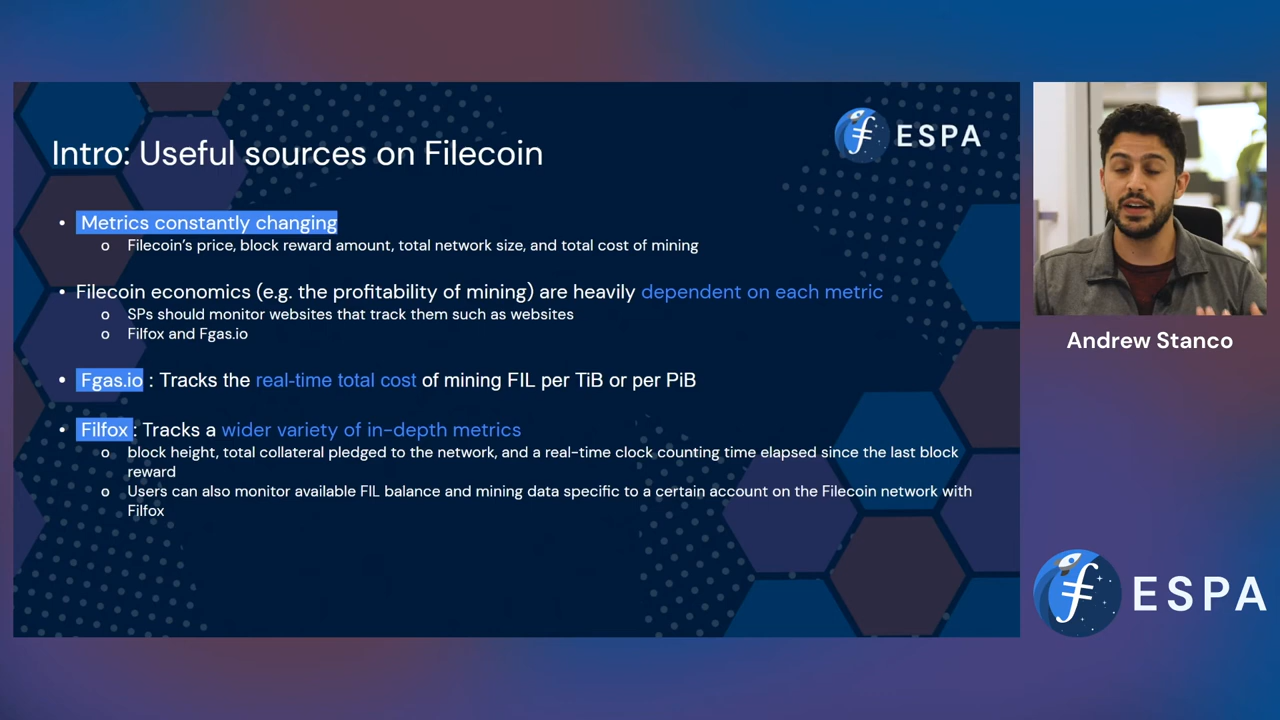 ESPA
Intro: Useful sources on Filecoin
• Metrics constantly changing
o Filecoin's price, block reward amount, total network size, and total cost of mining
• Filecoin economics (e.g. the profitability of mining) are heavily dependent on each metric
o SPs should monitor websites that track them such as websites
o Filfox and Fgas.io
• Fgas.io : Tracks the real-time total cost of mining FIL per TiB or per PiB
• Filfox : Tracks a wider variety of in-depth metrics
o block height, total collateral pledged to the network, and a real-time clock counting time elapsed since the last block
reward
o Users can also monitor available FIL balance and mining data specific to a certain account on the Filecoin network with
Filfox
Andrew Stanco
ESPA